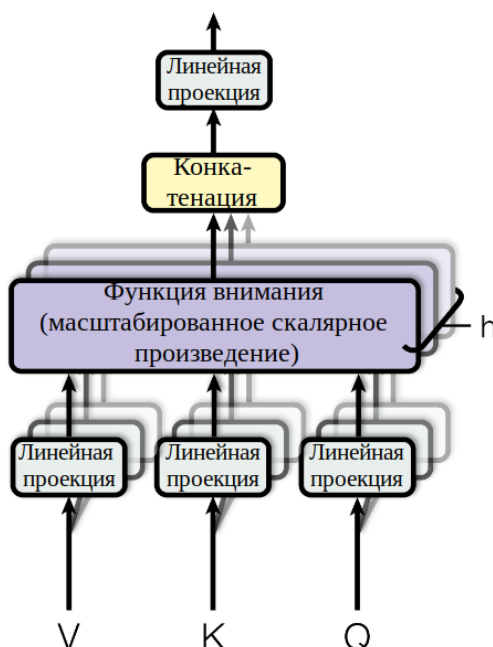 Линейная
проекция
Конка-
тенация
Функция внимания
(масштабированное скалярное
произведение)
h
Линейная
проекция
Линейная
проекция
Линейная
проекция
V
K
Q